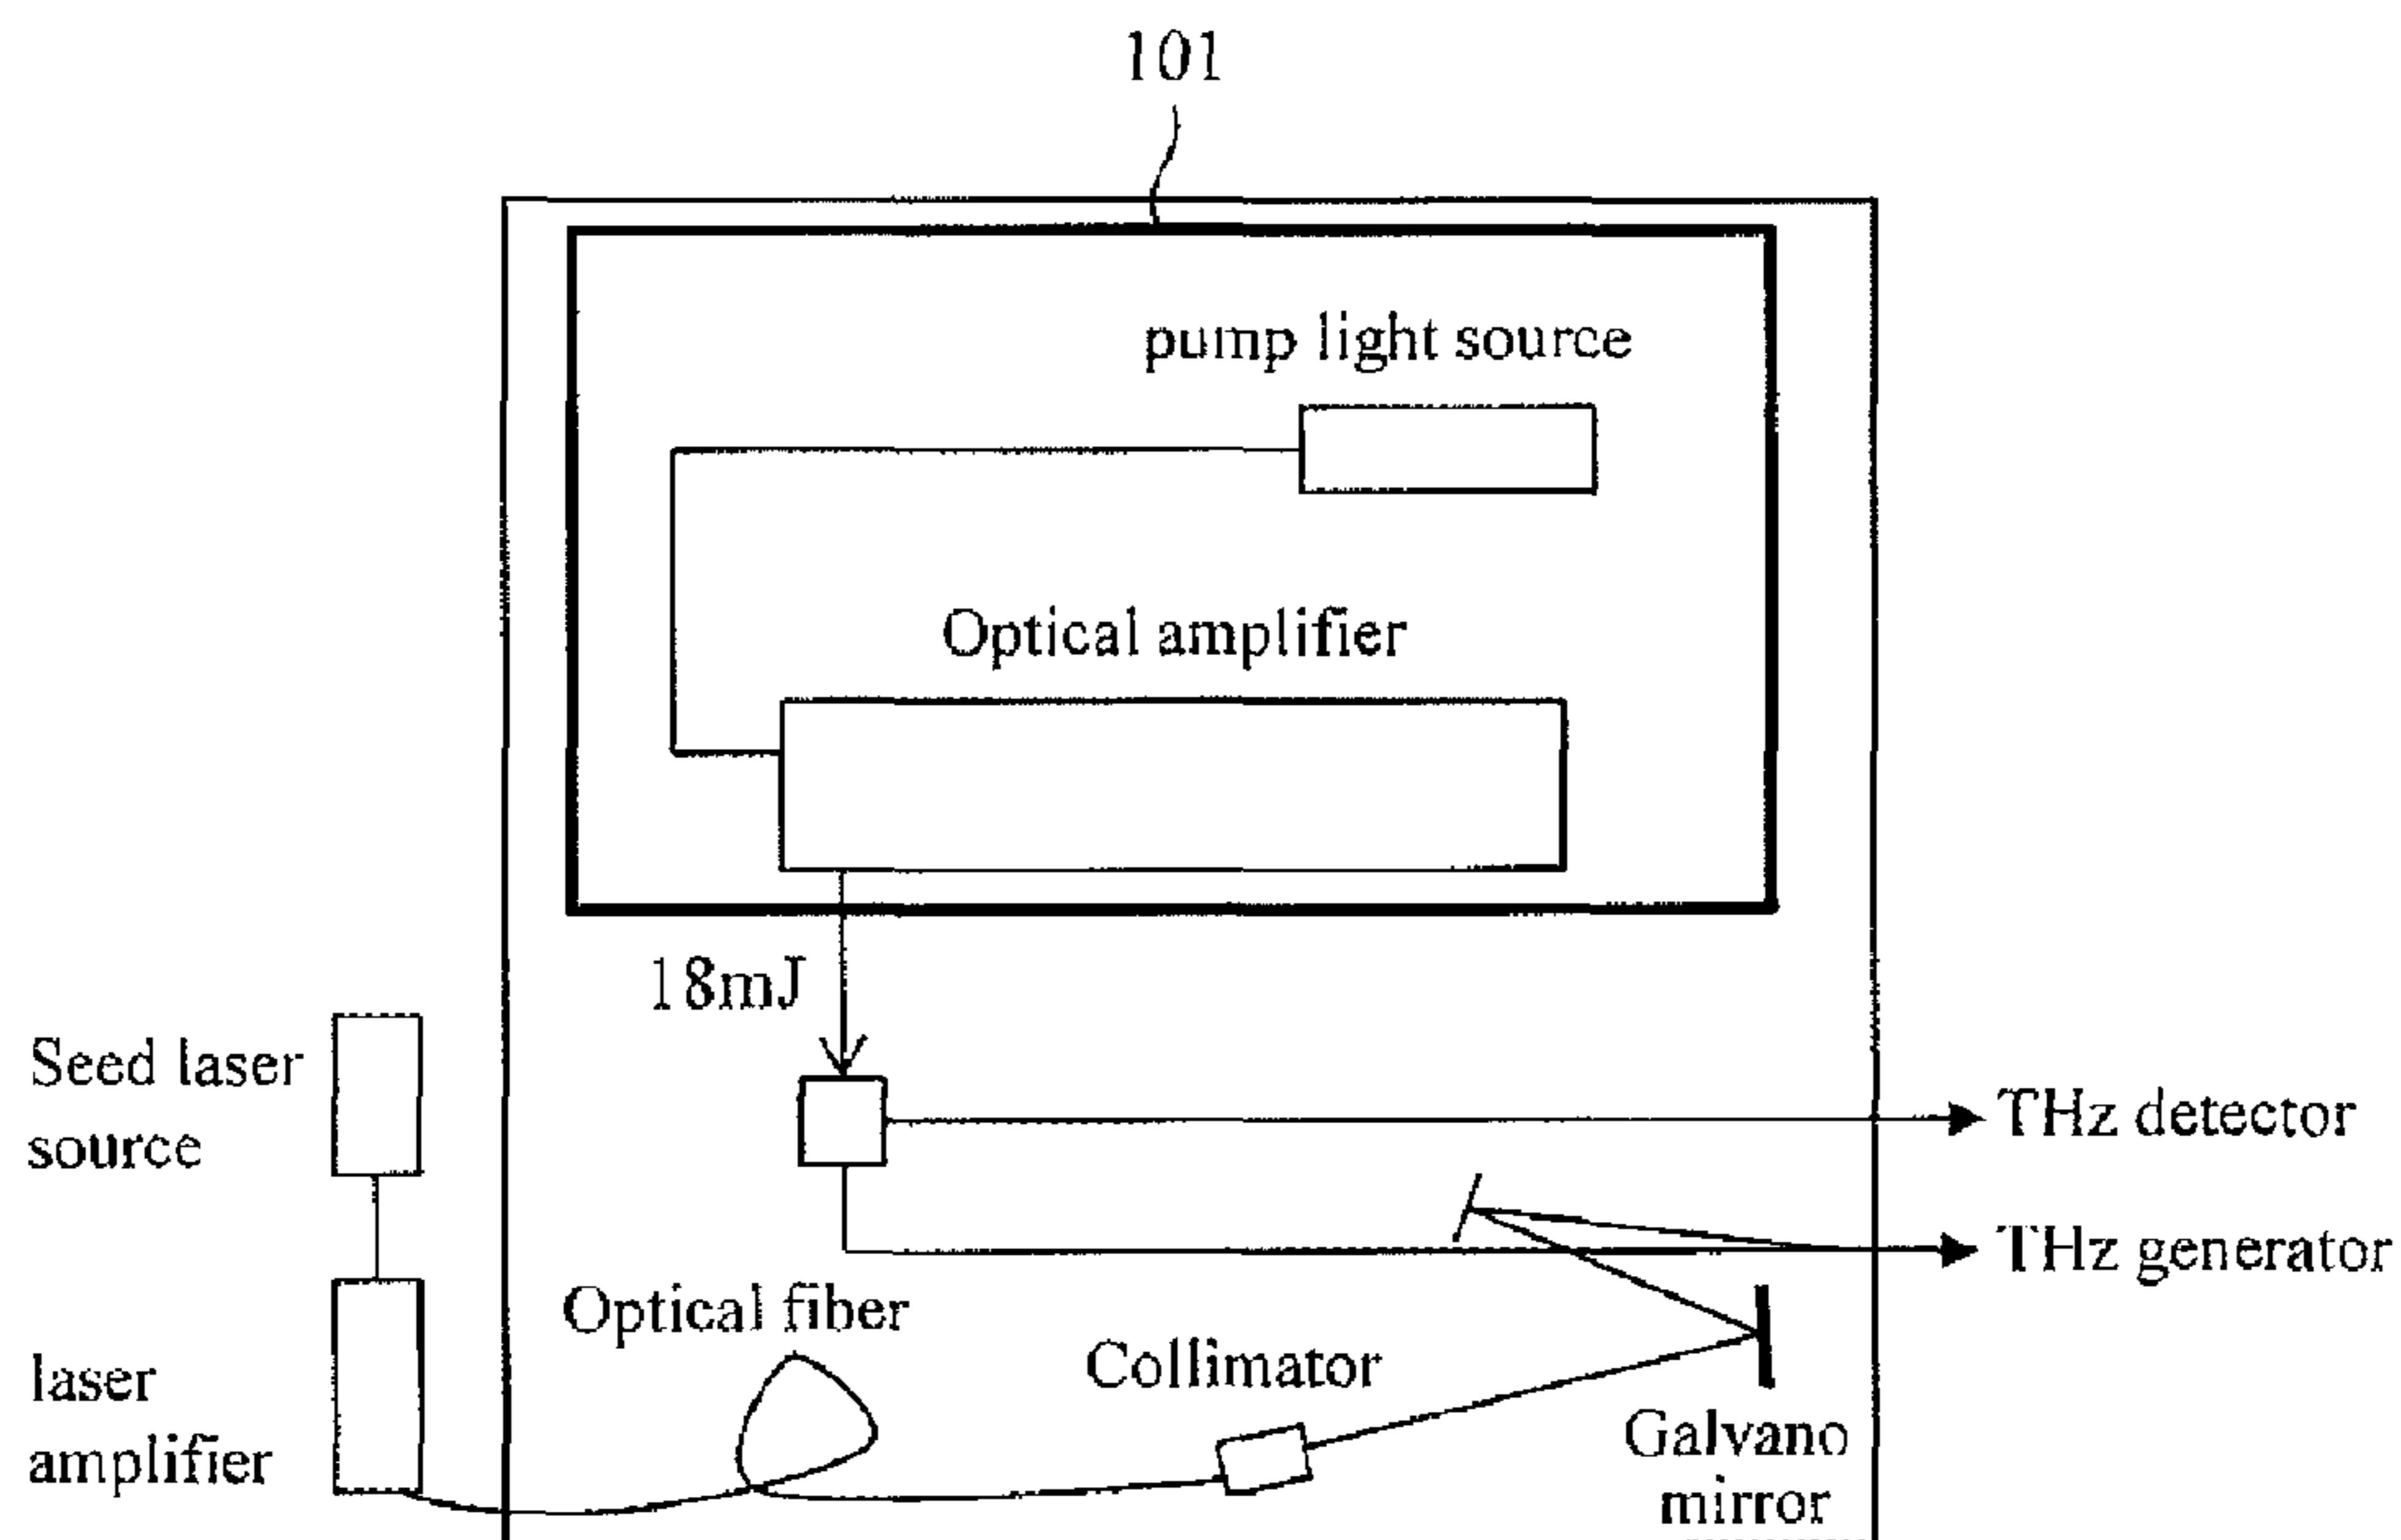 101
pump light source
Optical amplifier
18mJ
Seed laser
source
THz detector
THz generator
Optical fiber
Collimator
laser
amplifier
Galvano
mirror